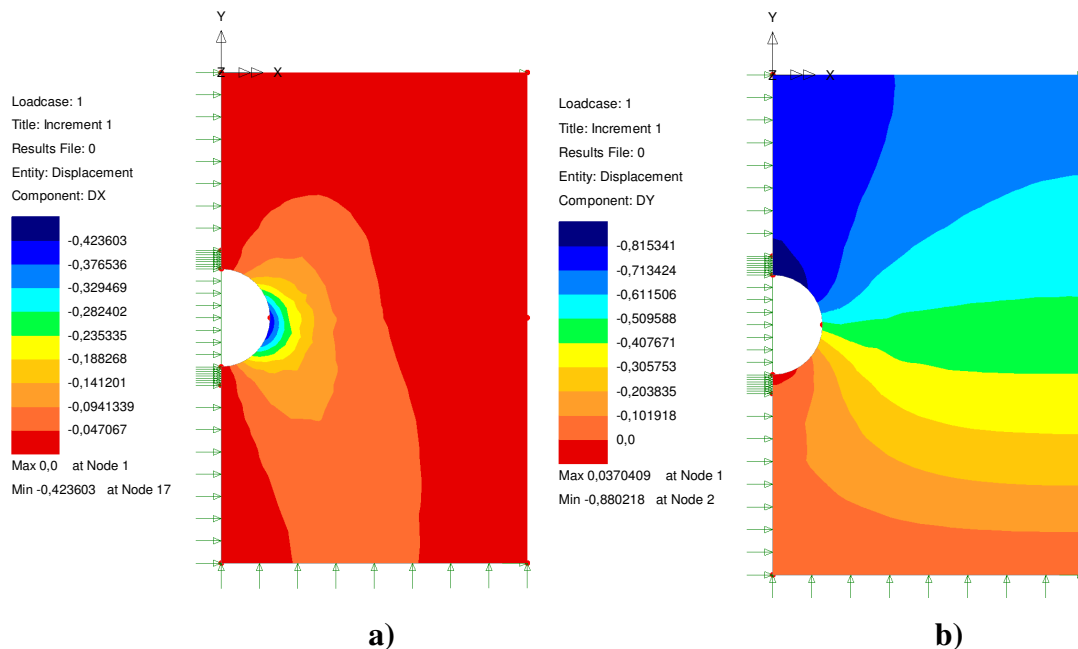 Y
Z X
Loadcase: 1
Title: Increment 1
Results File: 0
Entity: Displacement
Component: DX
-0,423603
-0,376536
-0,329469
-0,282402
-0,235335
-0,188268
-0,141201
-0,0941339
-0,047067
Max 0,0 at Node 1
Min -0,423603 at Node 17
a)
Y
Z X
Loadcase: 1
Title: Increment 1
Results File: 0
Entity: Displacement
Component: DY
-0,815341
-0,713424
-0,611506
-0,509588
-0,407671
-0,305753
-0,203835
-0,101918
0,0
Max 0,0370409 at Node 1
Min -0,880218 at Node 2
b)